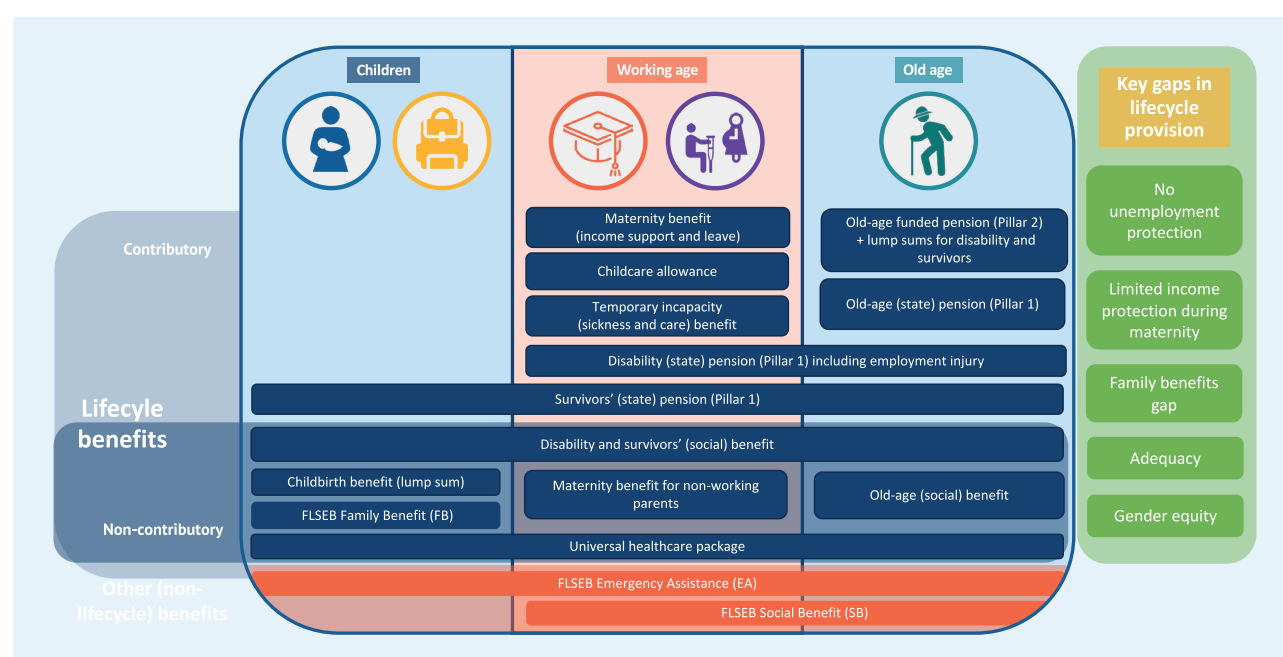 Children
Working age
Old age
Key gaps in
lifecycle
provision
Contributory
Maternity benefit
(income support and leave)
Childcare allowance
Temporary incapacity
(sickness and care) benefit
Old-age funded pension (Pillar 2)
+ lump sums for disability and
survivors
Old-age (state) pension (Pillar 1)
Disability (state) pension (Pillar 1) including employment injury
Survivors' (state) pension (Pillar 1)
Lifecyle
benefits
Disability and survivors' (social) benefit
Childbirth benefit (lump sum)
FLSEB Family Benefit (FB)
Maternity benefit for non-working
parents
Old-age (social) benefit
Non-contributory
Universal healthcare package
Other (non-
lifecycle) benefits
FLSEB Emergency Assistance (EA)
FLSEB Social Benefit (SB)
No
unemployment
protection
Limited income
protection during
maternity
Family benefits
gap
Adequacy
Gender equity